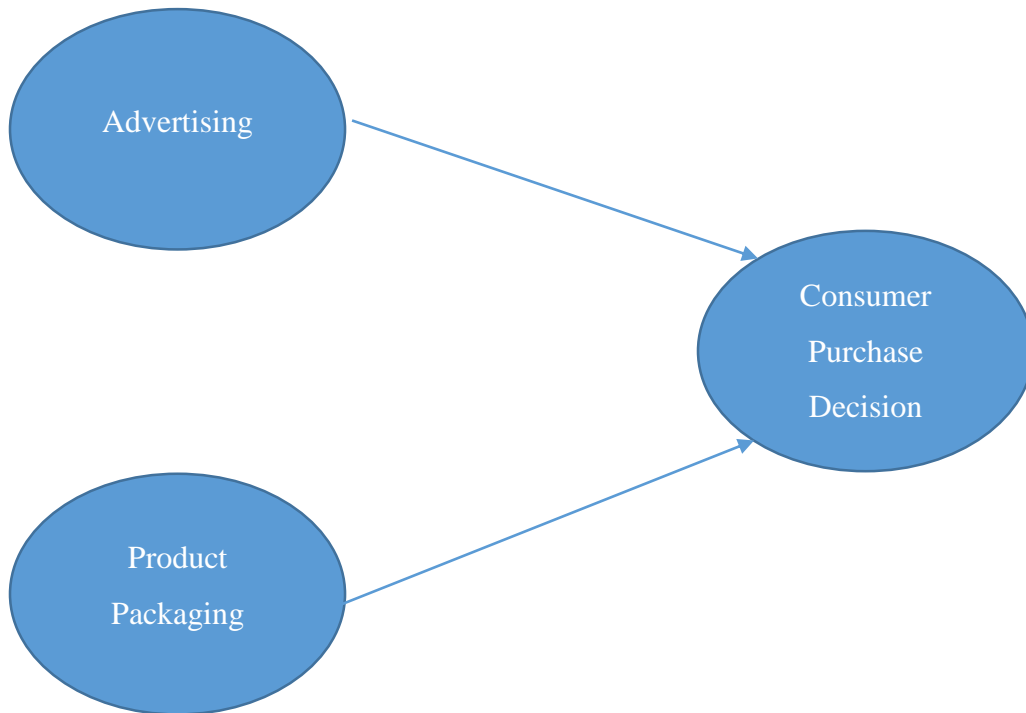 Advertising
Consumer
Purchase
Decision
Product
Packaging